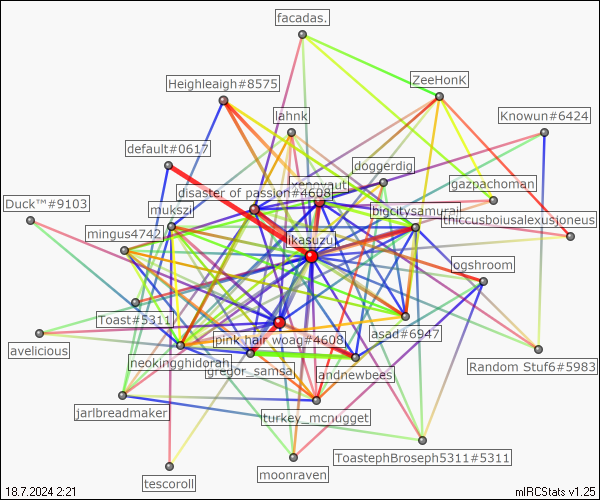 facadas.
ZeeHonK
Heighleaigh#8575
Knowun#6424
lahnk
default#0617
doggerdig
gazpachoman
disaster of passion#4608
Duck™#9103
mukszi
bigcitysamurai
thiccusboiusalexusjoneus
mingus4742
ikasuzu
ogshroom
Toast#5311
asad#6947
pink hair woag#4608
avelicious
neokingghidorah
gregor_samsa
andnewbees
Random Stuf6#5983
jarlbreadmaker
turkey_mcnugget
ToastephBroseph5311#5311
moonraven
tescoroll
18.7.2024 2:21
mIRCStats v1.25